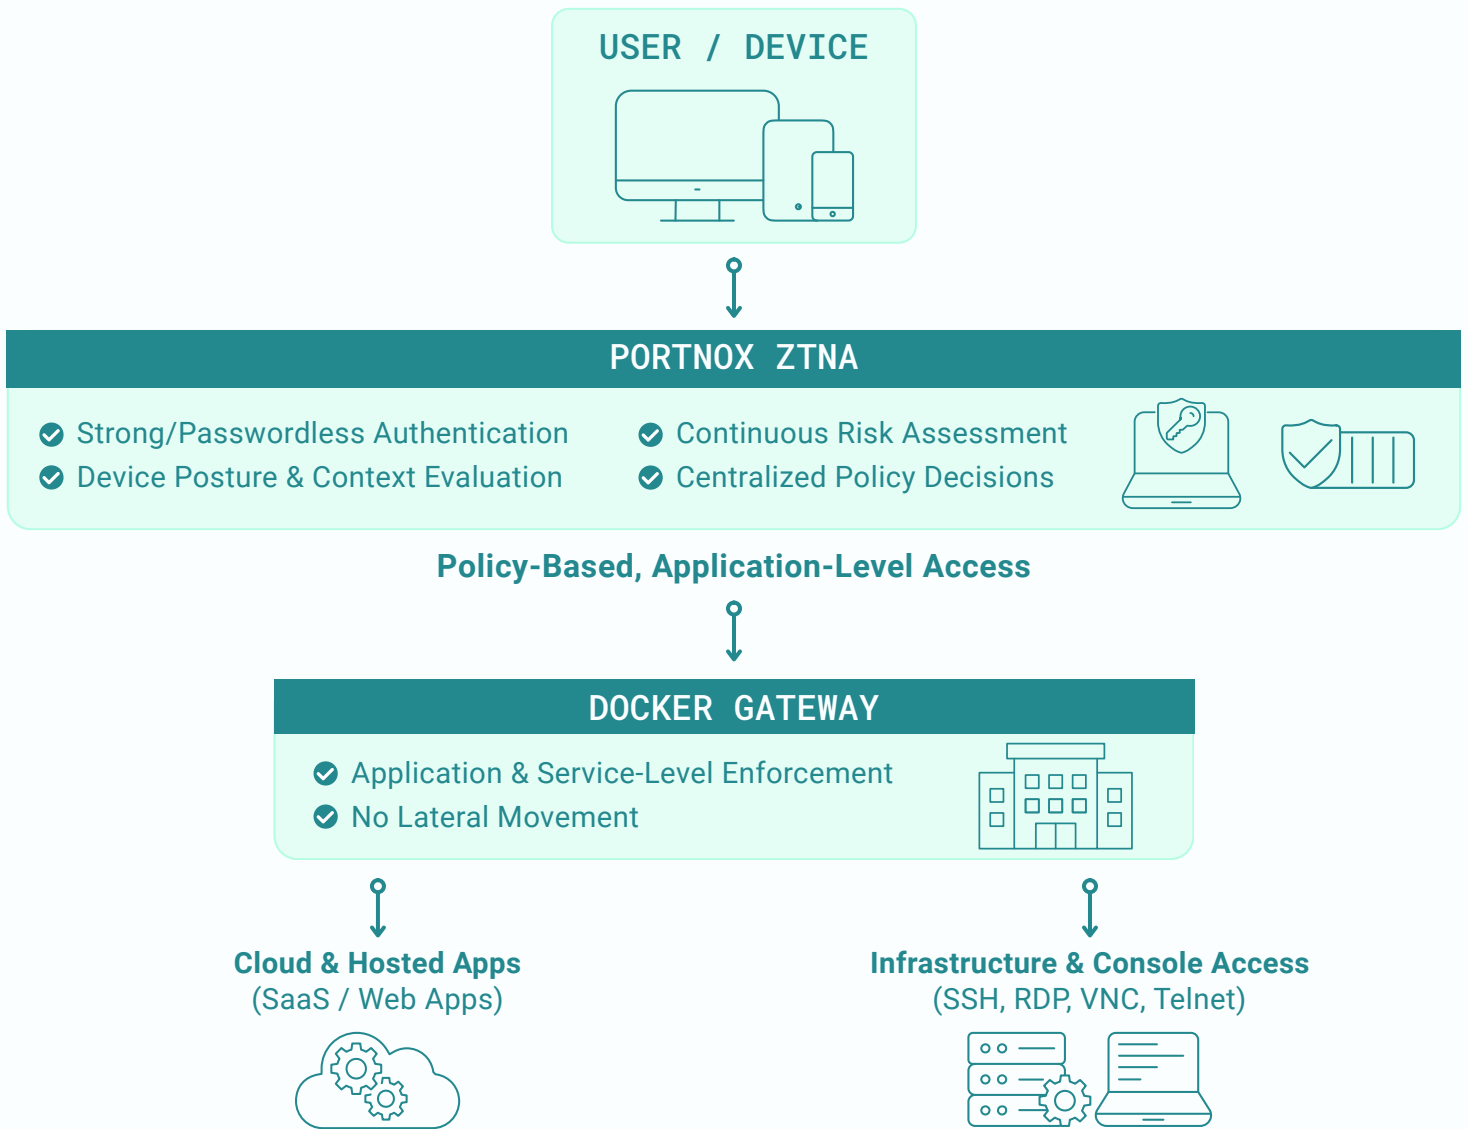 USER / DEVICE
PORTNOX ZTNA
Strong/Passwordless Authentication
Continuous Risk Assessment
Device Posture & Context Evaluation
Centralized Policy Decisions
Policy-Based, Application-Level Access
DOCKER GATEWAY
Application & Service-Level Enforcement
No Lateral Movement
Cloud & Hosted Apps
(SaaS / Web Apps)
Infrastructure & Console Access
(SSH, RDP, VNC, Telnet)